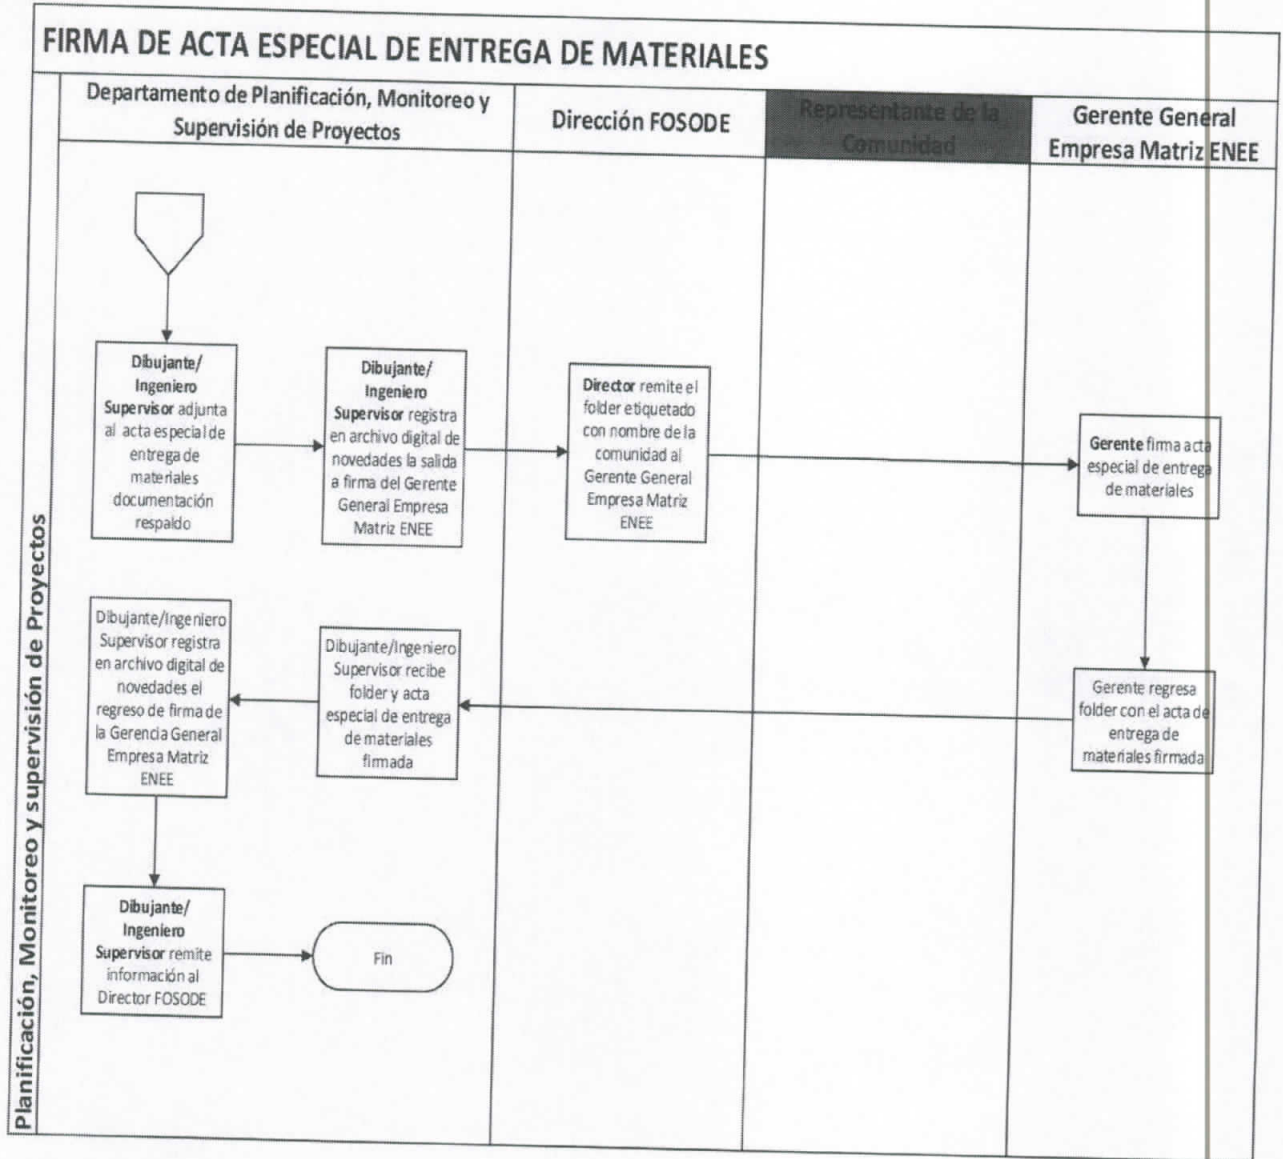 FIRMA DE ACTA ESPECIAL DE ENTREGA DE MATERIALES
Planificación, Monitoreo y supervisión de Proyectos
Departamento de Planificación, Monitoreo y
Supervisión de Proyectos
Dirección FOSODE
Representante de la
Comunidad
Gerente General
Empresa Matriz ENEE
Dibujante/
Ingeniero
Supervisor adjunta
al acta especial de
entrega de
materiales
documentación
respaldo
Dibujante/
Ingeniero
Supervisor registra
en archivo digital de
novedades la salida
a firma del Gerente
General Empresa
Matriz ENEE
Director remite el
folder etiquetado
con nombre de la
comunidad al
Gerente General
Empresa Matriz
ENEE
Gerente firma acta
especial de entrega
de materiales
Gerente regresa
folder con el acta de
entrega de
materiales firmada
Dibujante/Ingeniero
Supervisor recibe
folder y acta
especial de entrega
de materiales
firmada
Dibujante/Ingeniero
Supervisor registra
en archivo digital de
novedades el
regreso de firma de
la Gerencia General
Empresa Matriz
ENEE
Dibujante/
Ingeniero
Supervisor remite
información al
Director FOSODE
Fin